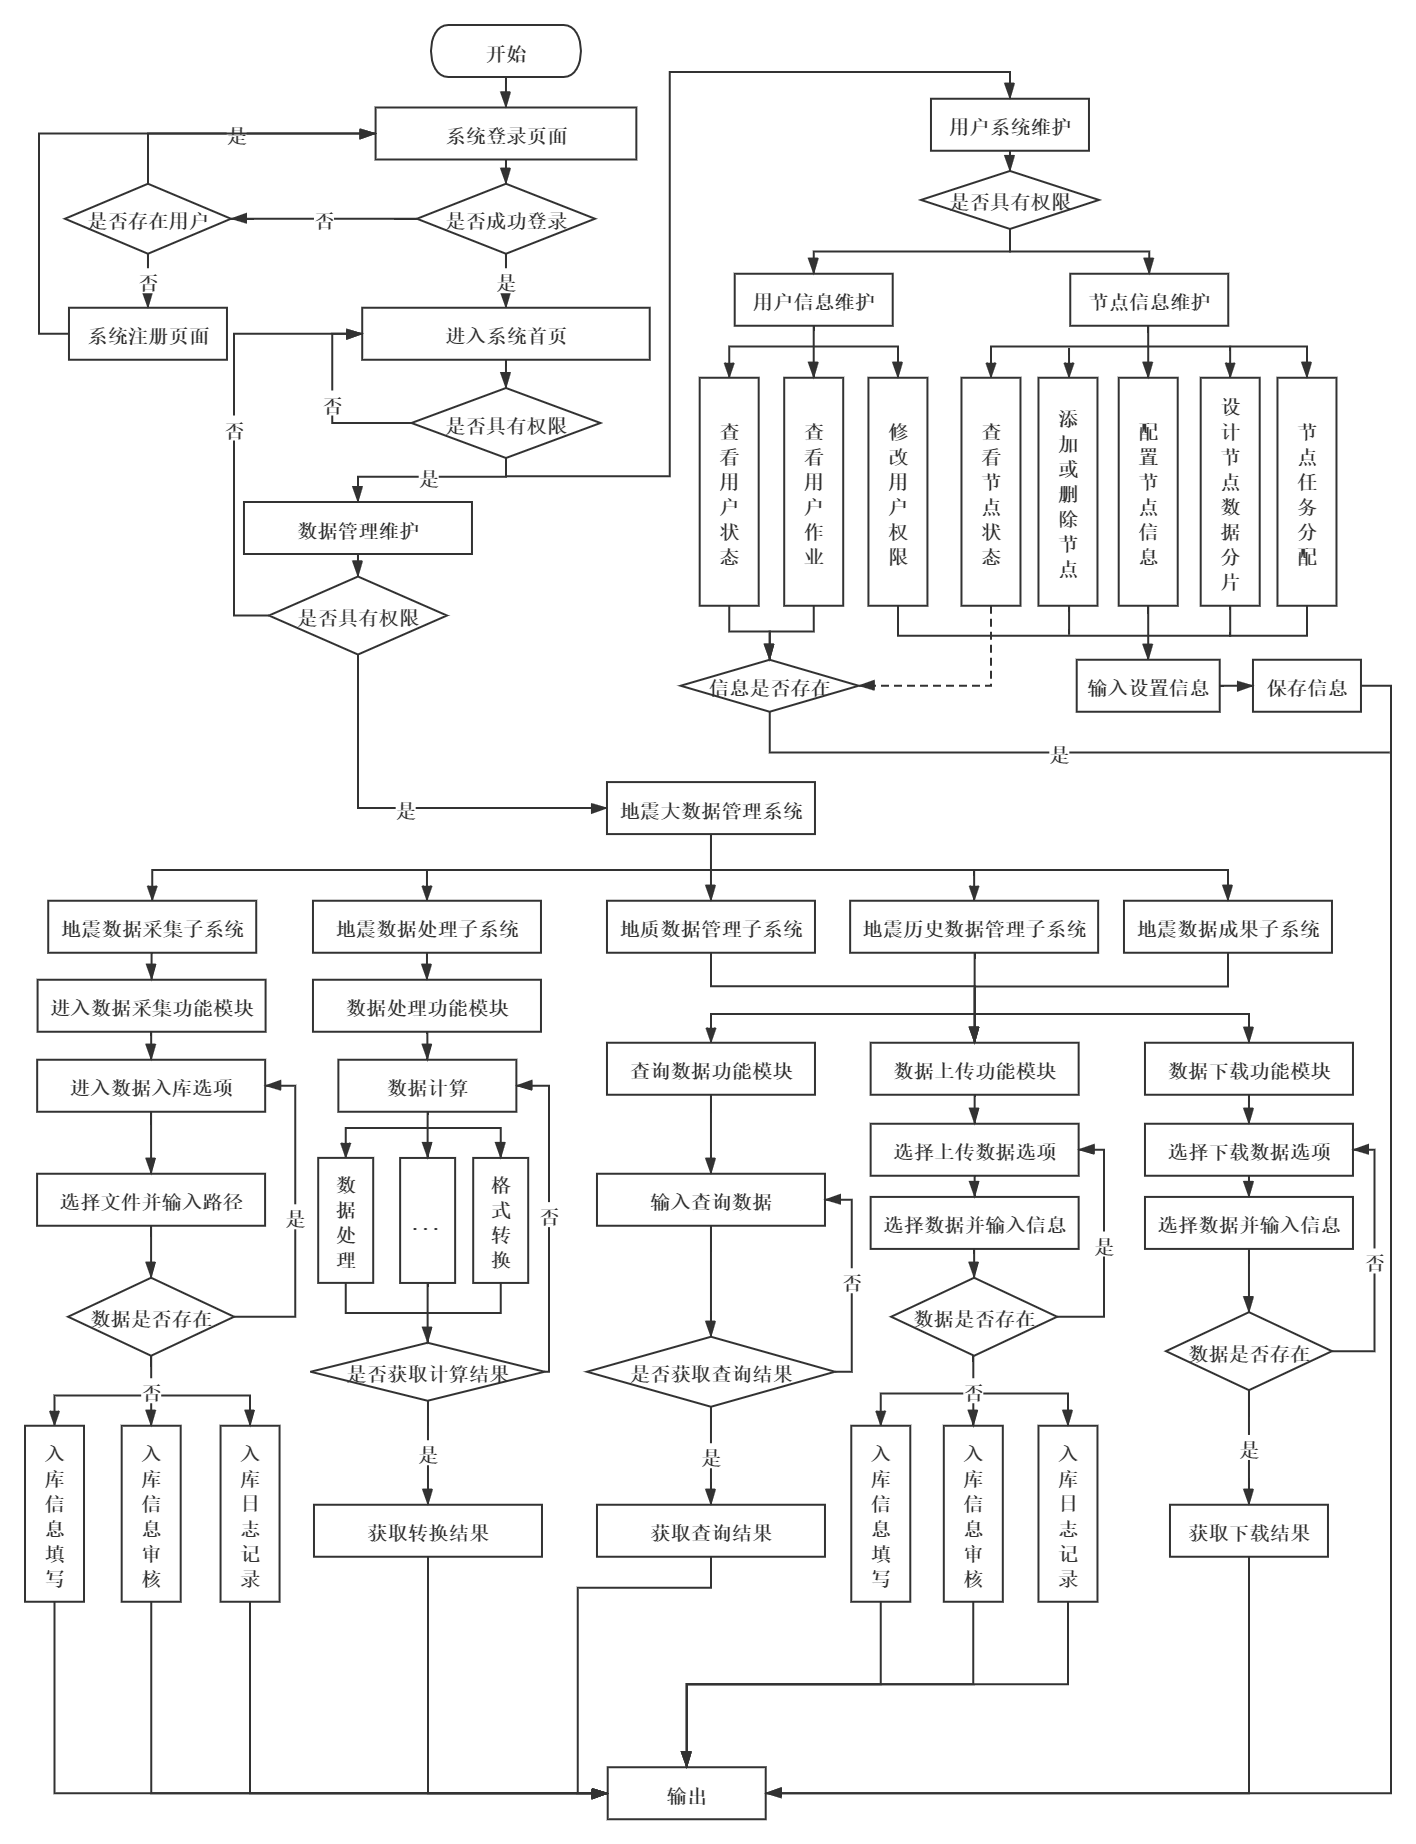 开始
系统登录页面
是
是否存在用户
否
是否成功登录
否
是
系统注册页面
进入系统首页
否
否
是否具有权限
是
数据管理维护
是否具有权限
是
用户系统维护
是否具有权限
用户信息维护
节点信息维护
查看用户状态
查看用户作业
修改用户权限
查看节点状态
添加或删除节点
配置节点信息
设计节点数据分片
节点任务分配
信息是否存在
输入设置信息
保存信息
是
地震大数据管理系统
地震数据采集子系统
地震数据处理子系统
地质数据管理子系统
地震历史数据管理子系统
地震数据成果子系统
进入数据采集功能模块
数据处理功能模块
进入数据入库选项
数据计算
查询数据功能模块
数据上传功能模块
数据下载功能模块
选择上传数据选项
选择下载数据选项
选择文件并输入路径
是
数据处理
...
格式转换
否
输入查询数据
选择数据并输入信息
选择数据并输入信息
是
否
否
数据是否存在
是否获取计算结果
是否获取查询结果
数据是否存在
数据是否存在
否
是
是
否
是
入库信息填写
入库信息审核
入库日志记录
获取转换结果
获取查询结果
入库信息填写
入库信息审核
入库日志记录
获取下载结果
输出